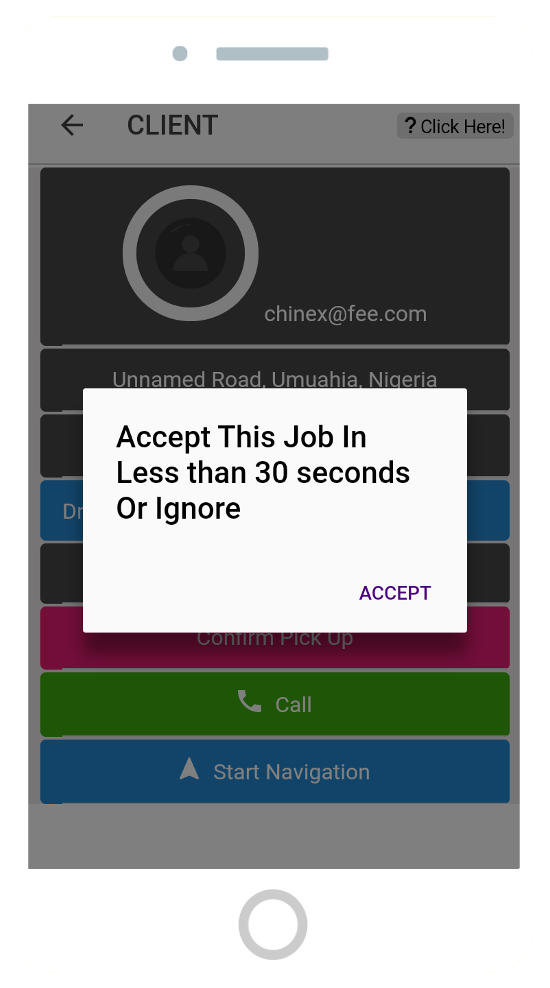 CLIENT
? Click Here!
chinex@fee.com
Unnamed Road, Umuahia, Nigeria
Accept This Job In
Less than 30 seconds
Or Ignore
Dr
ACCEPT
Confirm Pick Up
Call
Start Navigation